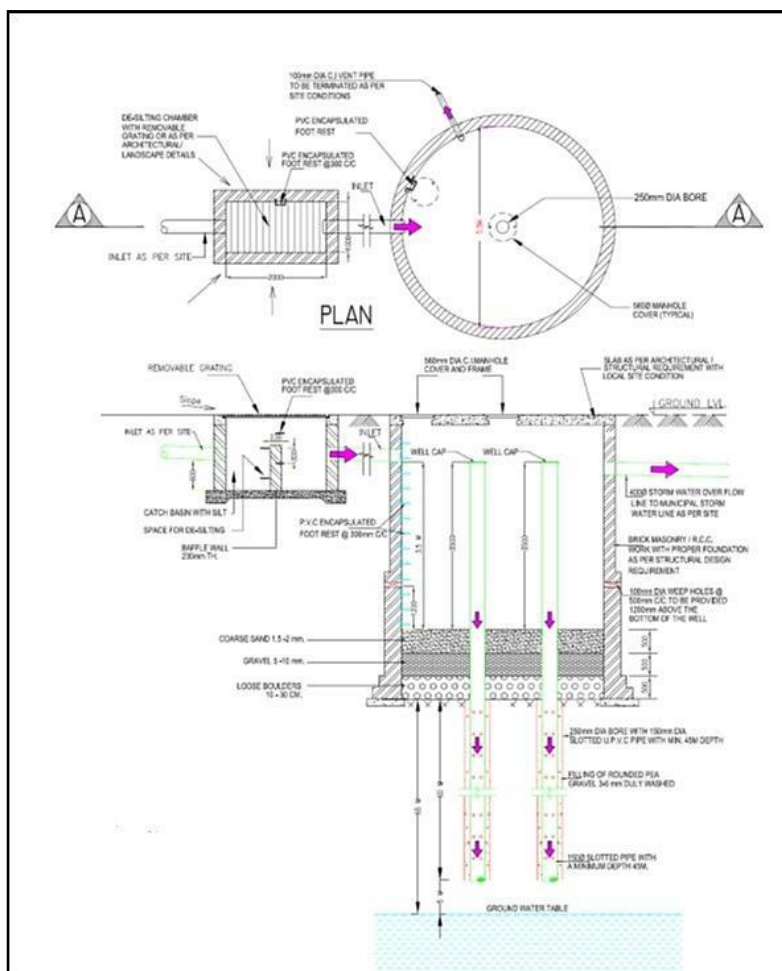 100mm DIA C.I VENT PIPE
TO BE TERMINATED AS PER
SITE CONDITIONS
DE-SILTING CHAMBER
WITH REMOVABLE
GRATING OR AS PER
ARCHITECTURAL/
LANDSCAPE DETAILS
PVC ENCAPSULATED
FOOT REST
PVC ENCAPSULATED
FOOT REST @300 C/C
INLET
A
A
250mm DIA BORE
INLET AS PER SITE
2000
PLAN
560Ø MANHOLE
COVER (TYPICAL)
REMOVABLE GRATING
560mm DIA C.I MANHOLE
COVER AND FRAME
SLAB AS PER ARCHITECTURAL /
STRUCTURAL REQUIREMENT WITH
LOCAL SITE CONDITION
PVC ENCAPSULATED
FOOT REST @300 C/C
Slope
GROUND LVL
INLET AS PER SITE
INLET
WELL CAP
WELL CAP
400Ø STORM WATER OVER FLOW
LINE TO MUNICIPAL STORM
WATER LINE AS PER SITE
CATCH BASIN WITH SILT
SPACE FOR DE-SILTING
P.V.C ENCAPSULATED
FOOT REST @ 300mm C/C
3.5 M
BAFFLE WALL
230mm TH.
BRICK MASONRY / R.C.C.
WORK WITH PROPER FOUNDATION
AS PER STRUCTURAL DESIGN
REQUIREMENT
1200
100mm DIA WEEP HOLES @
500mm C/C TO BE PROVIDED
1200mm ABOVE THE
BOTTOM OF THE WELL
COARSE SAND 1.5 -2 mm.
500
GRAVEL 5 -10 mm.
500
LOOSE BOULDERS
10 - 30 CM.
500
250mm DIA BORE WITH 150mm DIA
SLOTTED U.P.V.C PIPE WITH MIN. 45M DEPTH
FILLING OF ROUNDED PEA
GRAVEL 3-6 mm DULY WASHED
150Ø SLOTTED PIPE WITH
A MINIMUM DEPTH 45M.
5 M
GROUND WATER TABLE